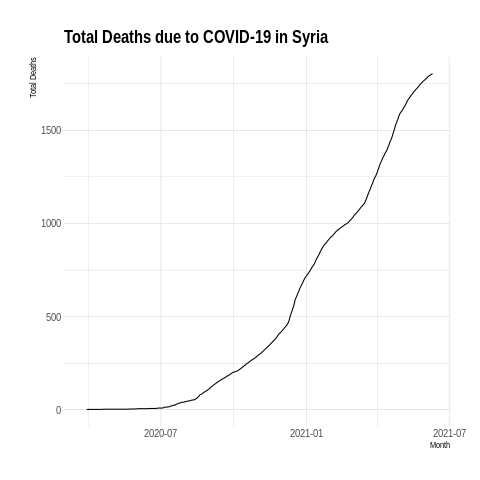 Total Deaths due to COVID-19 in Syria
Total Deaths
1500
1000
500
0
2020-07
2021-01
2021-07
Month